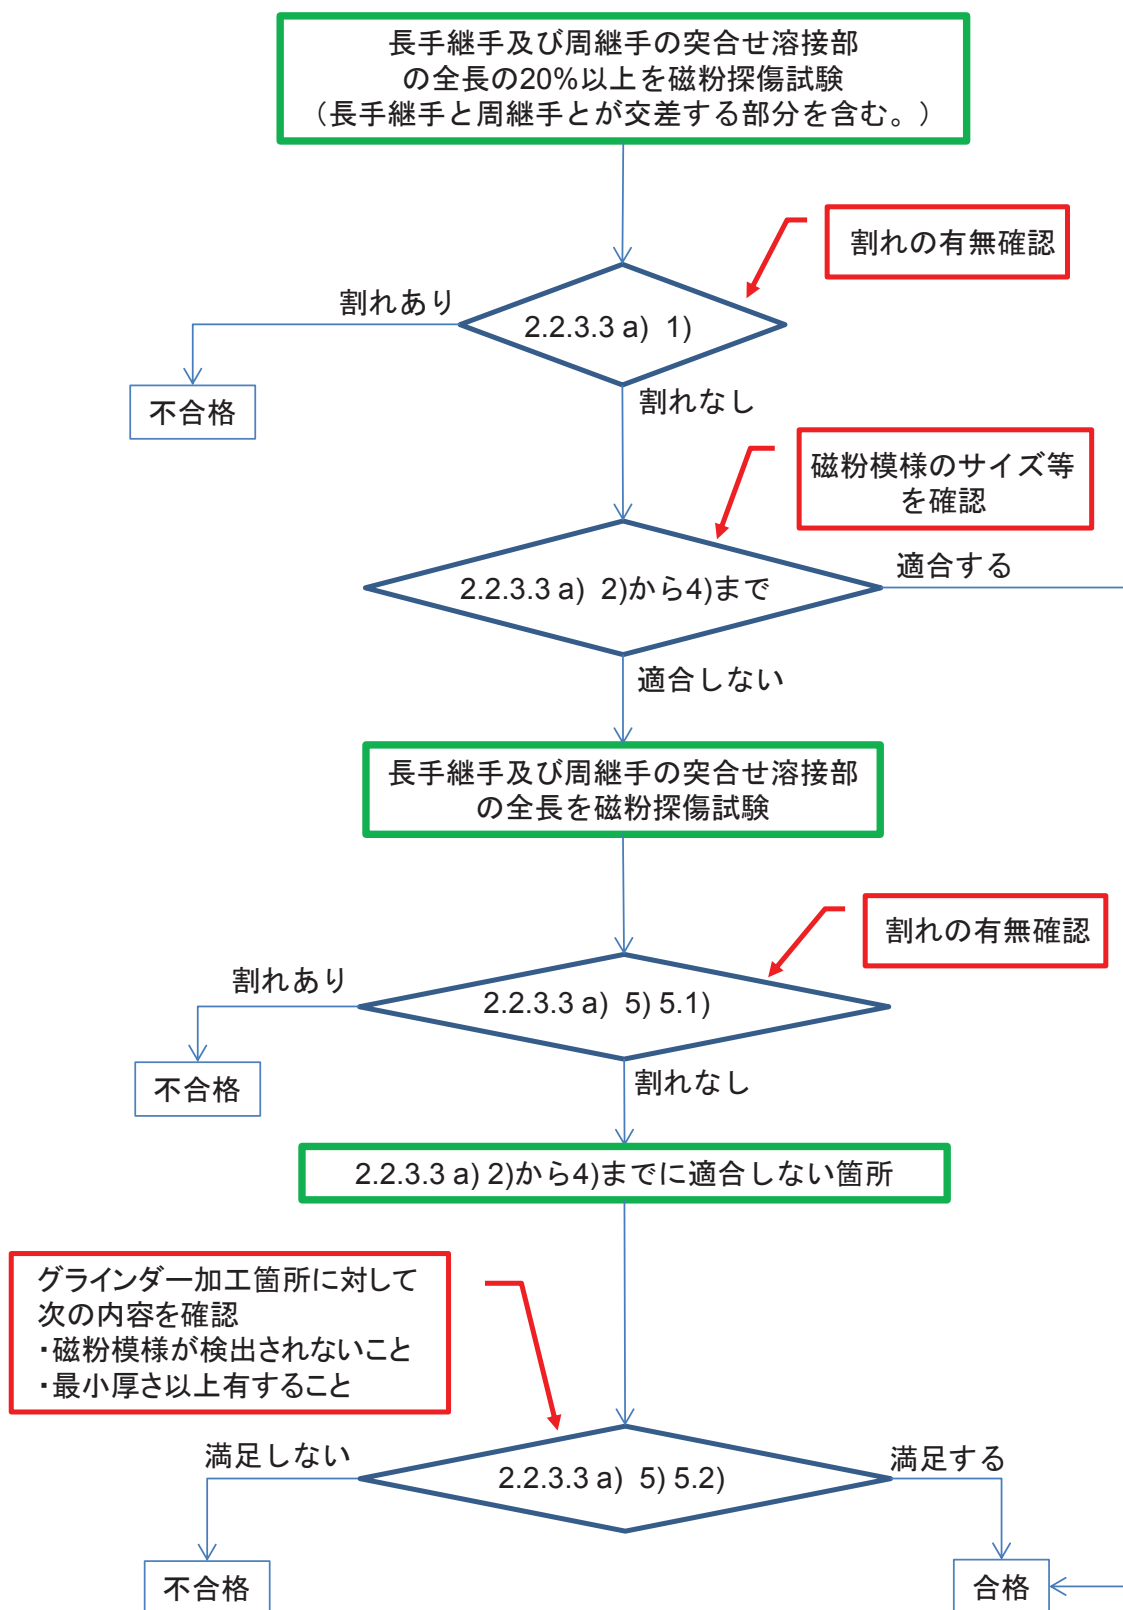 長手継手及び周継手の突合せ溶接部
の全長の20%以上を磁粉探傷試験
（長手継手と周継手とが交差する部分を含む。）
割れの有無確認
割れあり
2.2.3.3 a) 1)
不合格
割れなし
磁粉模様のサイズ等
を確認
2.2.3.3 a) 2)から4)まで
適合する
適合しない
長手継手及び周継手の突合せ溶接部
の全長を磁粉探傷試験
割れの有無確認
割れあり
2.2.3.3 a) 5) 5.1)
不合格
割れなし
2.2.3.3 a) 2)から4)までに適合しない箇所
グラインダー加工箇所に対して
次の内容を確認
・磁粉模様が検出されないこと
・最小厚さ以上有すること
満足しない
2.2.3.3 a) 5) 5.2)
満足する
不合格
合格